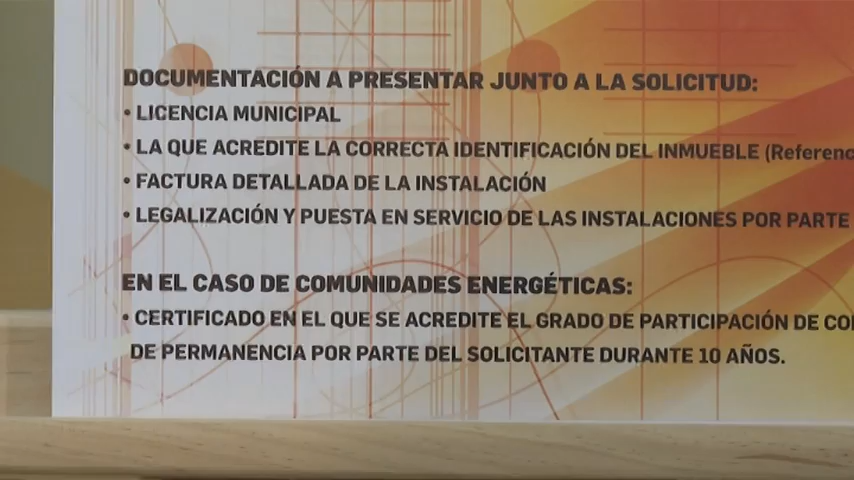 DOCUMENTACIÓN A PRESENTAR JUNTO A LA SOLICITUD:
• LICENCIA MUNICIPAL
• LA QUE ACREDITE LA CORRECTA IDENTIFICACIÓN DEL INMUEBLE (Referenc
• FACTURA DETALLADA DE LA INSTALACIÓN
• LEGALIZACIÓN Y PUESTA EN SERVICIO DE LAS INSTALACIONES POR PARTE
EN EL CASO DE COMUNIDADES ENERGÉTICAS:
• CERTIFICADO EN EL QUE SE ACREDITE EL GRADO DE PARTICIPACIÓN DE CO
DE PERMANENCIA POR PARTE DEL SOLICITANTE DURANTE 10 AÑOS.